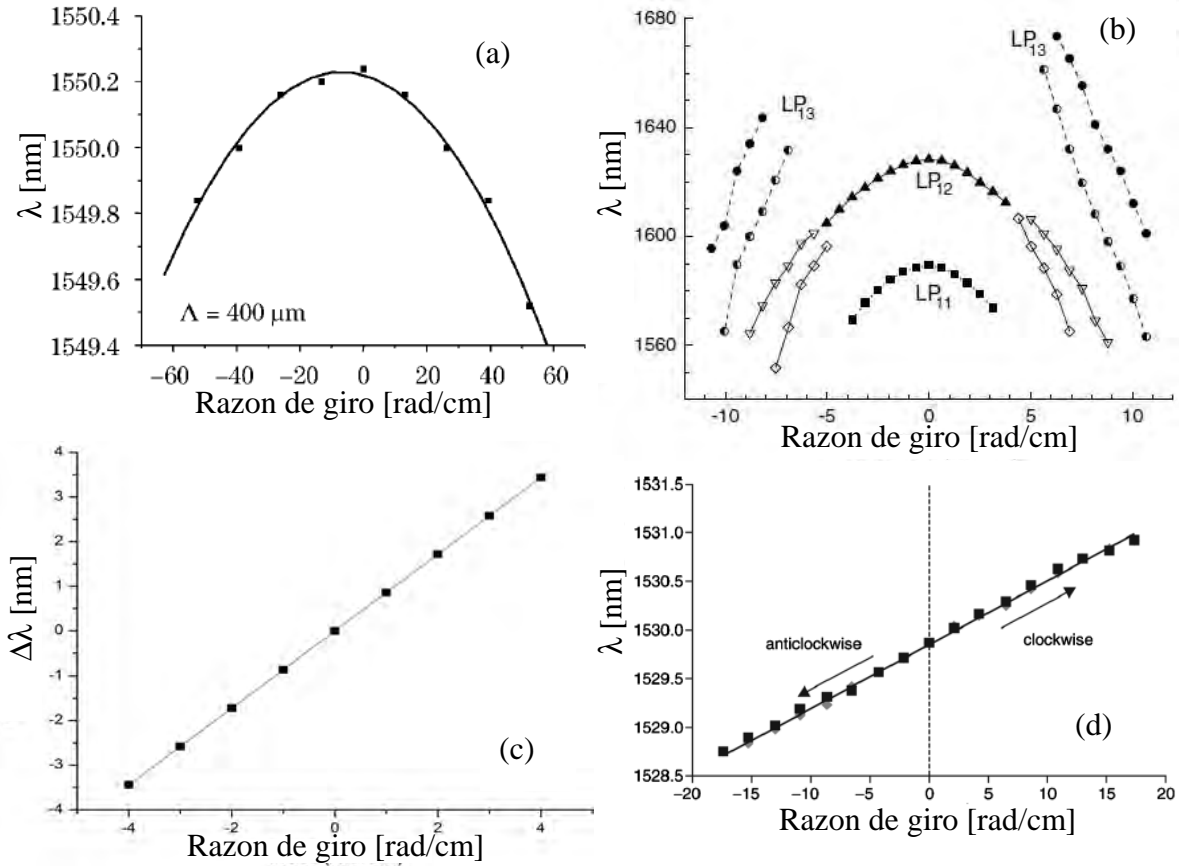 1550.4
1550.2
1550.0
1549.8
1549.6
1549.4
λ [nm]
(a)
Λ = 400 µm
−60 −40 −20 0 20 40 60
Razon de giro [rad/cm]
1680
1640
1600
1560
λ [nm]
(b)
LP13
LP13
LP12
LP11
-10 -5 0 5 10
Razon de giro [rad/cm]
4
3
2
1
0
-1
-2
-3
-4
Δλ [nm]
(c)
-4 -2 0 2 4
Razon de giro [rad/cm]
1531.5
1531.0
1530.5
1530.0
1529.5
1529.0
1528.5
λ [nm]
anticlockwise
clockwise
(d)
−20 −15 −10 −5 0 5 10 15 20
Razon de giro [rad/cm]